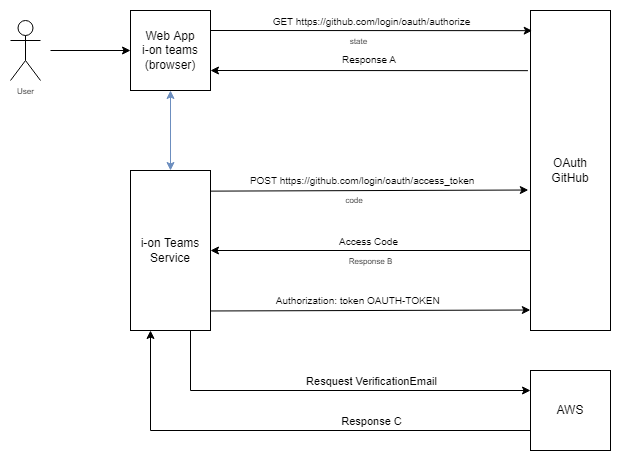 User
Web App
i-on teams
(browser)
GET https://github.com/login/oauth/authorize
state
Response A
OAuth
GitHub
i-on Teams
Service
POST https://github.com/login/oauth/access_token
code
Access Code
Response B
Authorization: token OAUTH-TOKEN
Resquest VerificationEmail
Response C
AWS